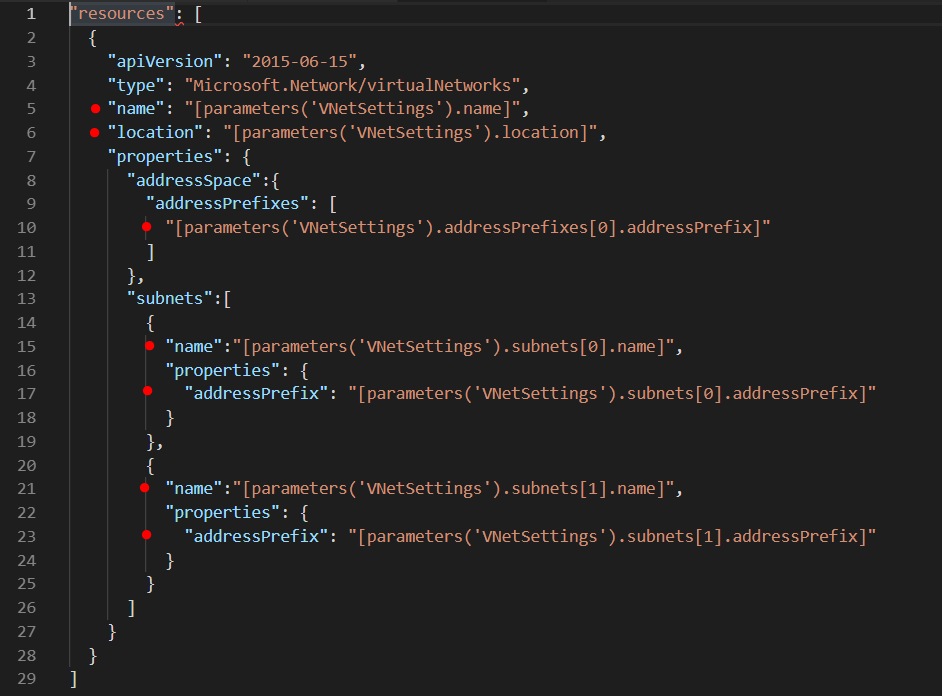 1 "resources": [
2 {
3 "apiVersion": "2015-06-15",
4 "type": "Microsoft.Network/virtualNetworks",
5 "name": "[parameters('VNetSettings').name]",
6 "location": "[parameters('VNetSettings').location]",
7 "properties": {
8 "addressSpace":{
9 "addressPrefixes": [
10 "[parameters('VNetSettings').addressPrefixes[0].addressPrefix]"
11 ]
12 },
13 "subnets":[
14 {
15 "name":"[parameters('VNetSettings').subnets[0].name]",
16 "properties": {
17 "addressPrefix": "[parameters('VNetSettings').subnets[0].addressPrefix]"
18 }
19 },
20 {
21 "name":"[parameters('VNetSettings').subnets[1].name]",
22 "properties": {
23 "addressPrefix": "[parameters('VNetSettings').subnets[1].addressPrefix]"
24 }
25 }
26 ]
27 }
28 }
29 ]